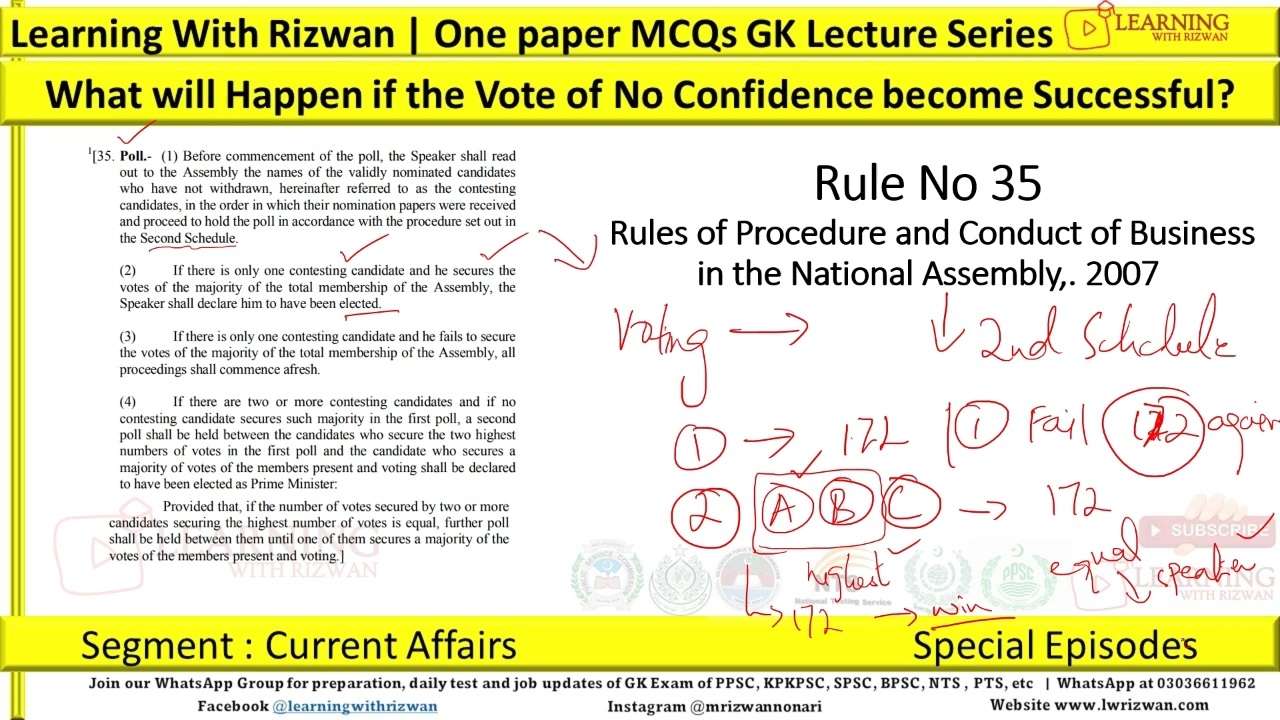 Learning With Rizwan | One paper MCQs GK Lecture Series
LEARNING
WITH RIZWAN
What will Happen if the Vote of No Confidence become Successful?
1[35. Poll.- (1) Before commencement of the poll, the Speaker shall read
out to the Assembly the names of the validly nominated candidates
who have not withdrawn, hereinafter referred to as the contesting
candidates, in the order in which their nomination papers were received
and proceed to hold the poll in accordance with the procedure set out in
the Second Schedule.
(2) If there is only one contesting candidate and he secures the
votes of the majority of the total membership of the Assembly, the
Speaker shall declare him to have been elected.
(3) If there is only one contesting candidate and he fails to secure
the votes of the majority of the total membership of the Assembly, all
proceedings shall commence afresh.
(4) If there are two or more contesting candidates and if no
contesting candidate secures such majority in the first poll, a second
poll shall be held between the candidates who secure the two highest
numbers of votes in the first poll and the candidate who secures a
majority of votes of the members present and voting shall be declared
to have been elected as Prime Minister:
Provided that, if the number of votes secured by two or more
candidates securing the highest number of votes is equal, further poll
shall be held between them until one of them secures a majority of the
votes of the members present and voting.]
LEARNING
WITH RIZWAN
Rule No 35
Rules of Procedure and Conduct of Business
in the National Assembly,. 2007
Voting
2nd Schedule
1 172
1 Fail 172 again
2 A B C 172
highest
equal speaker
172 win
SUBSCRIBE
NTS
National Testing Service
PPSC
LEARNING
WITH RIZWAN
Segment : Current Affairs
Special Episodes
Join our WhatsApp Group for preparation, daily test and job updates of GK Exam of PPSC, KPKPSC, SPSC, BPSC, NTS , PTS, etc | WhatsApp at 03036611962
Facebook @learningwithrizwan
Instagram @mrizwannonari
Website www.lwrizwan.com